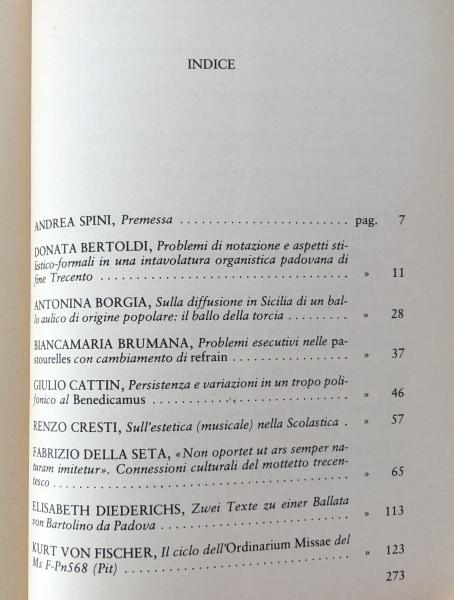 INDICE
ANDREA SPINI, Premessa . . . . . . . . . . . . . . . . . . . . . . . . pag. 7
DONATA BERTOLDI, Problemi di notazione e aspetti sti-
listico-formali in una intavolatura organistica padovana di
fine Trecento . . . . . . . . . . . . . . . . . . . . . . . . . . . . . . . . » 11
ANTONINA BORGIA, Sulla diffusione in Sicilia di un bal-
lo aulico di origine popolare: il ballo della torcia . . . . . . . . . » 28
BIANCAMARIA BRUMANA, Problemi esecutivi nelle pa-
stourelles con cambiamento di refrain . . . . . . . . . . . . . . . . » 37
GIULIO CATTIN, Persistenza e variazioni in un tropo poli-
fonico al Benedicamus . . . . . . . . . . . . . . . . . . . . . . . . . » 46
RENZO CRESTI, Sull'estetica (musicale) nella Scolastica . » 57
FABRIZIO DELLA SETA, «Non oportet ut ars semper na-
turam imitetur». Connessioni culturali del mottetto trecen-
tesco . . . . . . . . . . . . . . . . . . . . . . . . . . . . . . . . . . . . . . » 65
ELISABETH DIEDERICHS, Zwei Texte zu einer Ballata
von Bartolino da Padova . . . . . . . . . . . . . . . . . . . . . . . . » 113
KURT VON FISCHER, Il ciclo dell'Ordinarium Missae del
Ms F-Pn568 (Pit) . . . . . . . . . . . . . . . . . . . . . . . . . . . . . » 123
273